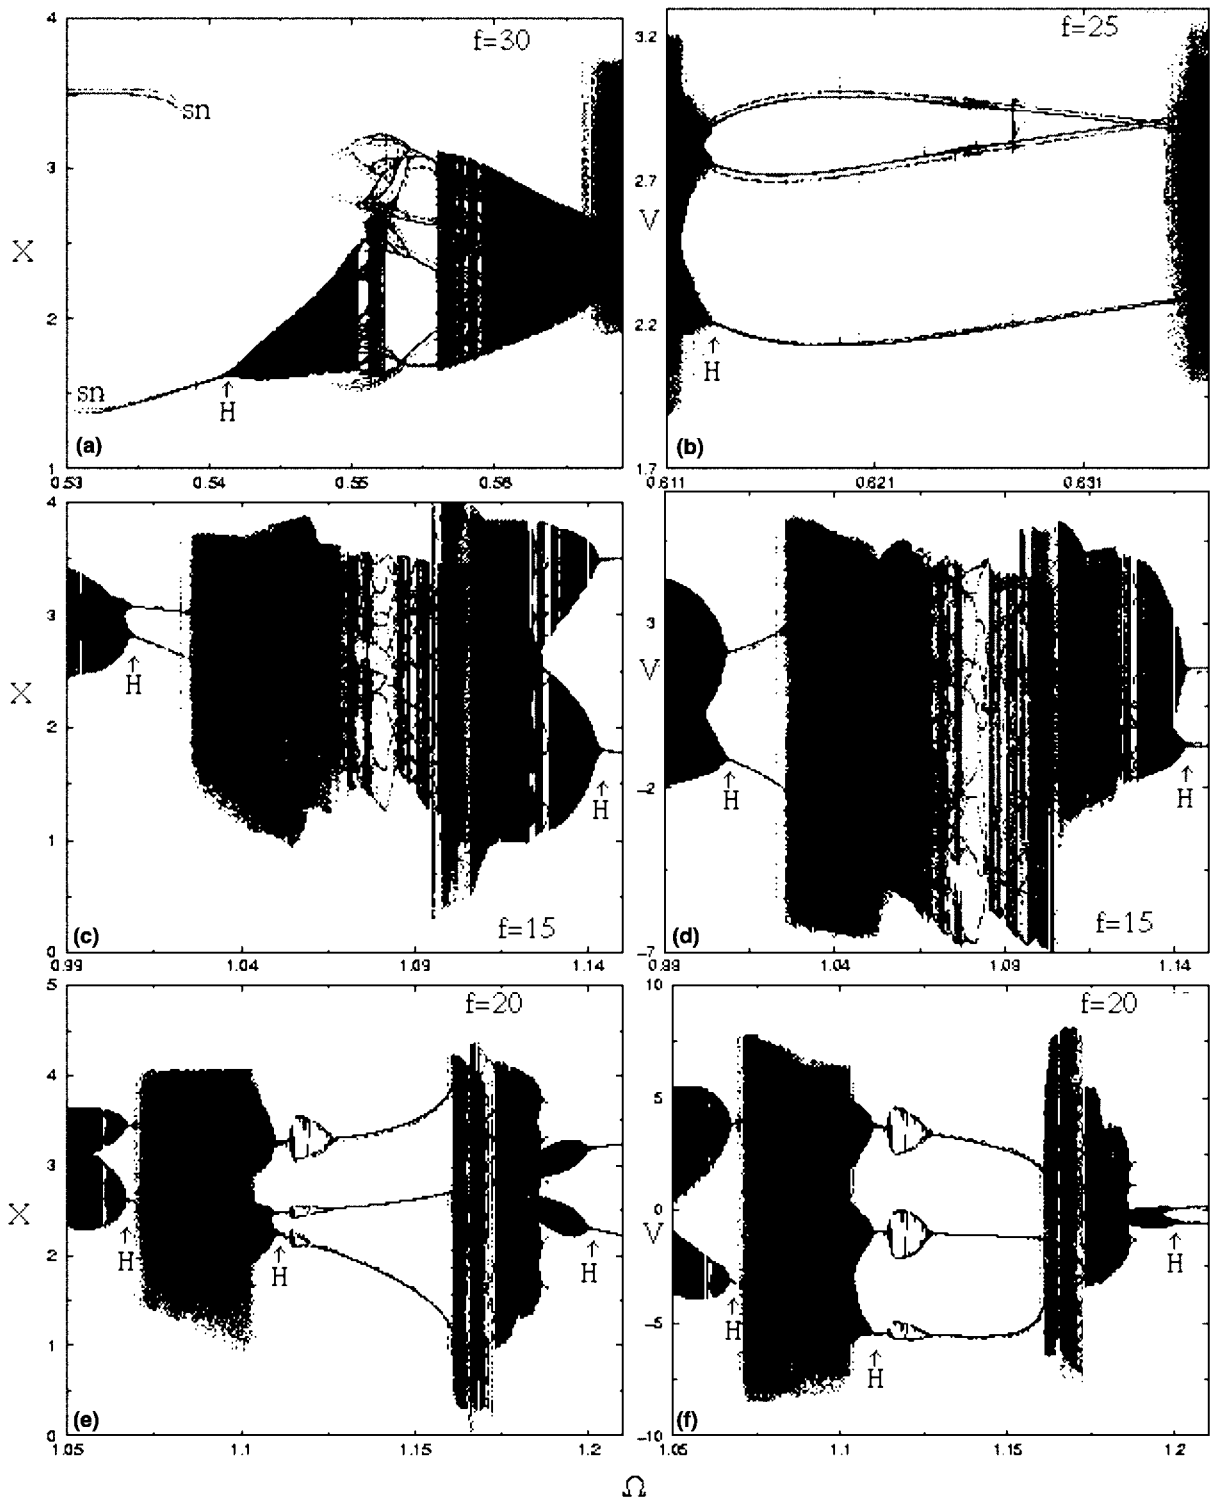 4
f=30
sn
3
X
2
sn
↑
H
(a)
1
0.53
0.54
0.55
0.56
3.2
f=25
2.7
V
2.2
↑
H
(b)
1.7
0.611
0.621
0.631
4
3
↑
H
X
2
↑
H
1
(c)
f=15
0
0.99
1.04
1.09
1.14
3
V
↑
H
↑
H
−2
(d)
f=15
−7
0.99
1.04
1.09
1.14
5
f=20
4
3
X
2
↑
H
↑
H
↑
H
1
(e)
0
1.05
1.1
1.15
1.2
10
f=20
5
0
V
↑
H
↑
H
↑
H
−5
(f)
−10
1.05
1.1
1.15
1.2
Ω